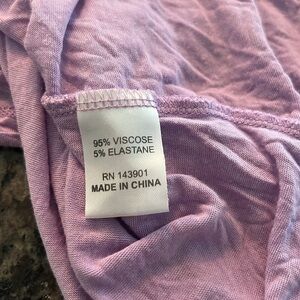 95% VISCOSE
5% ELASTANE
RN 143901
MADE IN CHINA